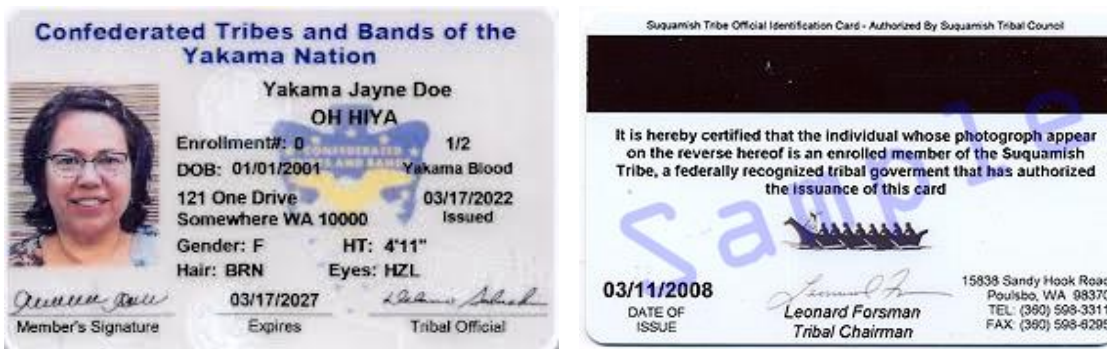 Confederated Tribes and Bands of the
Yakama Nation
Yakama Jayne Doe
OH HIYA
Enrollment#: 0
1/2
DOB: 01/01/2001
Yakama Blood
121 One Drive
03/17/2022
Somewhere WA 10000
Issued
Gender: F
HT: 4'11"
Hair: BRN
Eyes: HZL
03/17/2027
Member's Signature
Expires
Tribal Official
CONFEDERATED
AND BANDS
Suquamish Tribe Official Identification Card - Authorized By Suquamish Tribal Council
It is hereby certified that the individual whose photogroph appear
on the reverse hereof is an enrolled member of the Suquamish
Tribe, a federally recognized tribal goverment that has authorized
the issuance of this card
Sample
03/11/2008
DATE OF
ISSUE
Leonard Forsman
Tribal Chairman
15838 Sandy Hook Road
Poulsbo, WA 98370
TEL: (360) 598-3311
FAX: (360) 598-6295